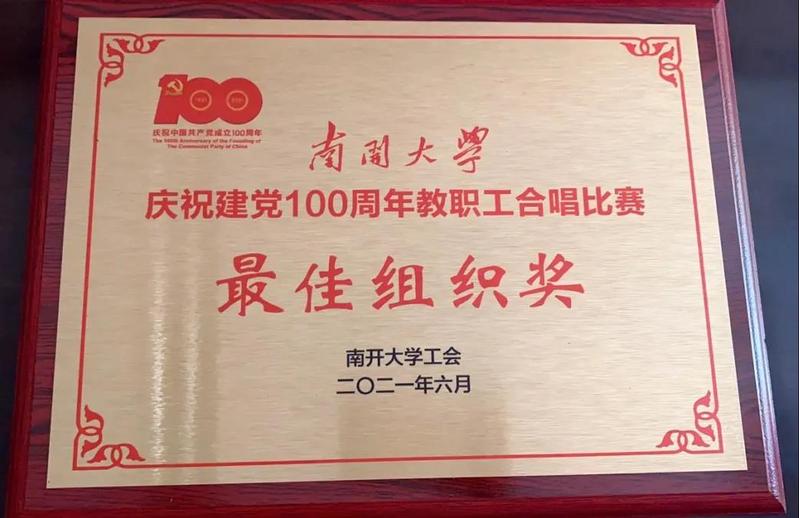 100
庆祝中国共产党成立100周年
The 100th Anniversary of the Founding of
The Communist Party of China
南開大學
庆祝建党100周年教职工合唱比赛
最佳组织奖
南开大学工会
二〇二一年六月